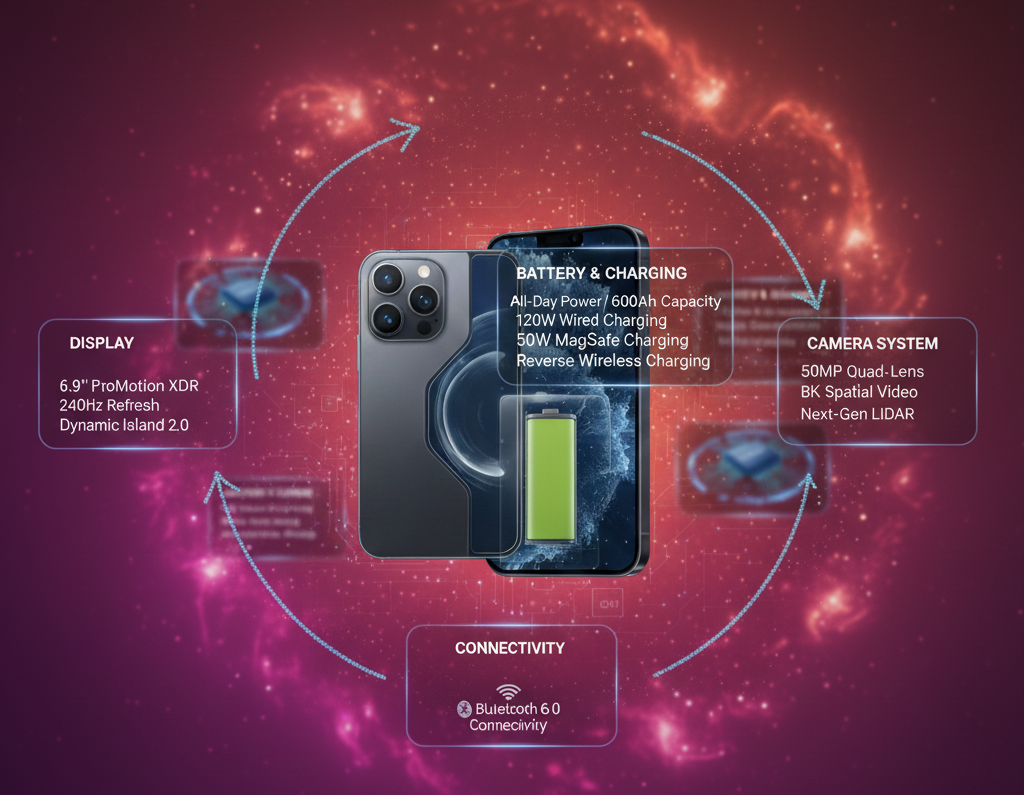 BATTERY & CHARGING
All-Day Power / 600Ah Capacity
120W Wired Charging
50W MagSafe Charging
Reverse Wireless Charging
DISPLAY
6.9" ProMotion XDR
240Hz Refresh
Dynamic Island 2.0
CAMERA SYSTEM
50MP Quad-Lens
BK Spatial Video
Next-Gen LIDAR
CONNECTIVITY
Bluetcoth 6 0
Connecivity